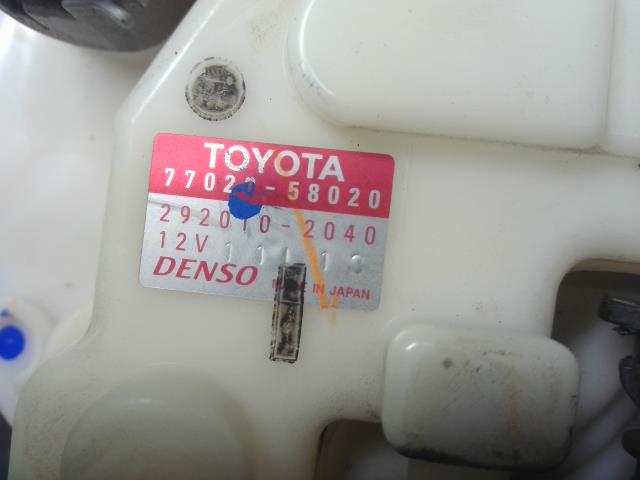 TOYOTA
77020-58020
292010-2040
12V
DENSO
MADE IN JAPAN